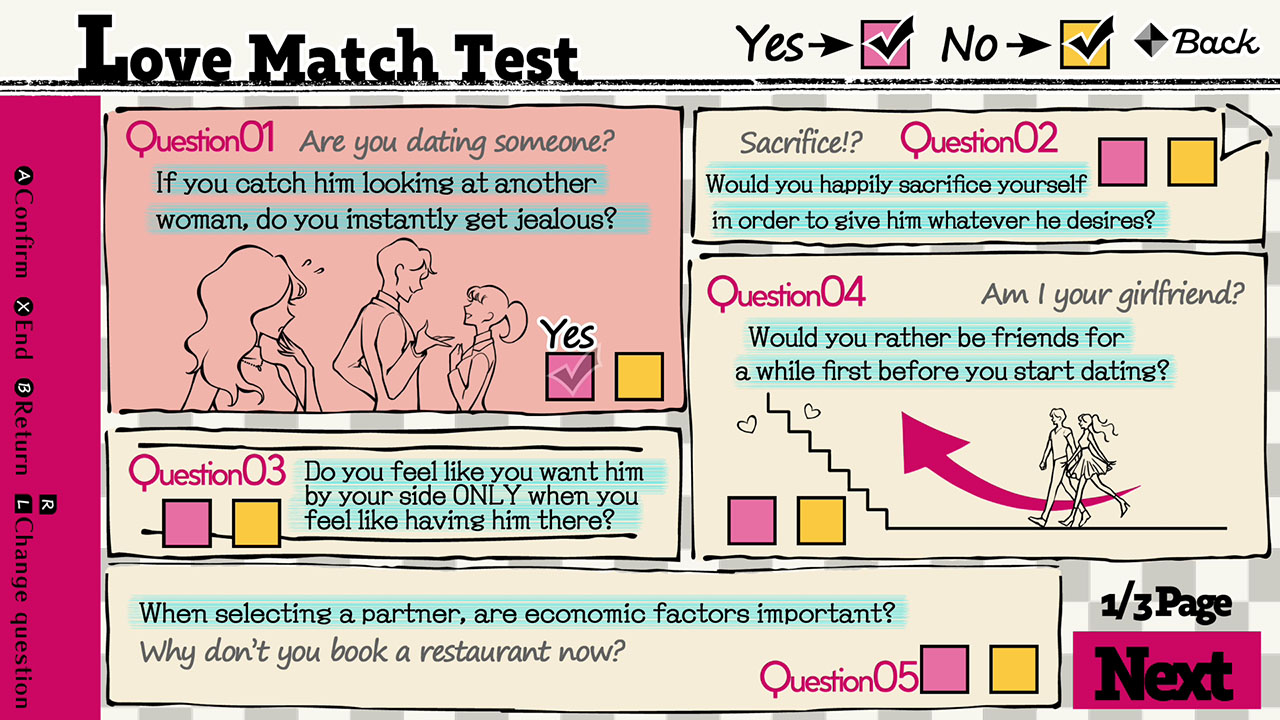 Love Match Test
Yes
No
Back
Question01
Are you dating someone?
If you catch him looking at another
woman, do you instantly get jealous?
Yes
Sacrifice!?
Question02
Would you happily sacrifice yourself
in order to give him whatever he desires?
Question03
Do you feel like you want him
by your side ONLY when you
feel like having him there?
Question04
Am I your girlfriend?
Would you rather be friends for
a while first before you start dating?
When selecting a partner, are economic factors important?
Why don't you book a restaurant now?
Question05
1/3 Page
Next
A Confirm X End B Return L R Change question